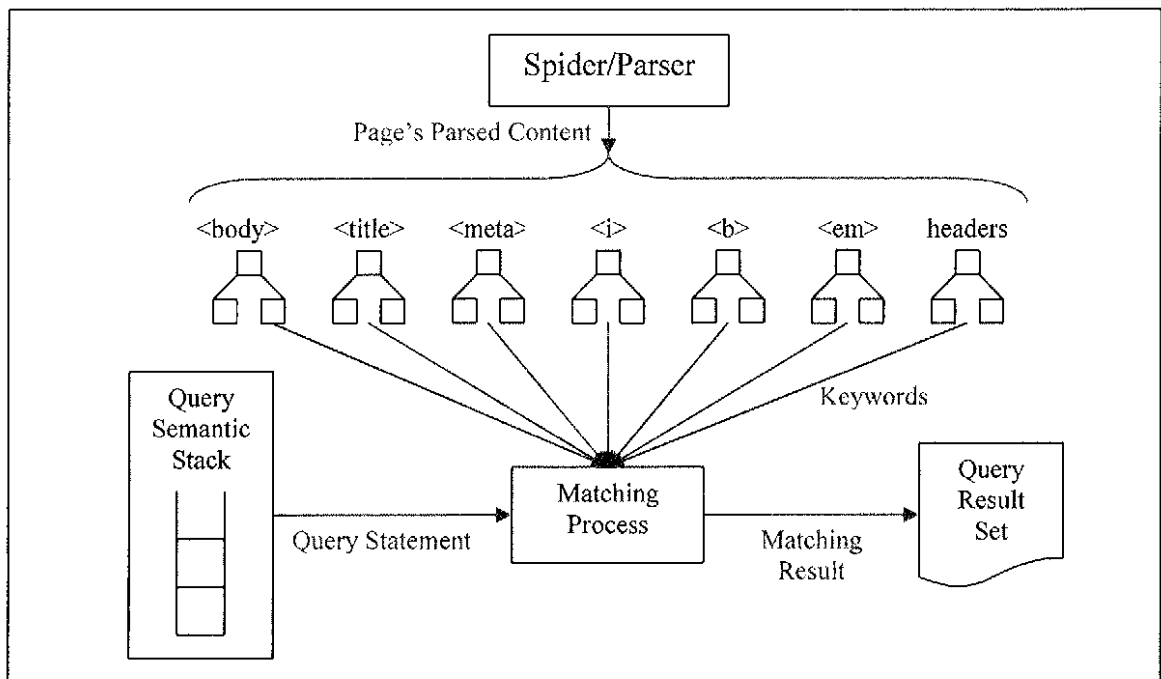 Spider/Parser
Page's Parsed Content
<body> <title> <meta> <i> <b> <em> headers
Keywords
Query
Semantic
Stack
Matching
Process
Query
Result
Set
Query Statement
Matching
Result